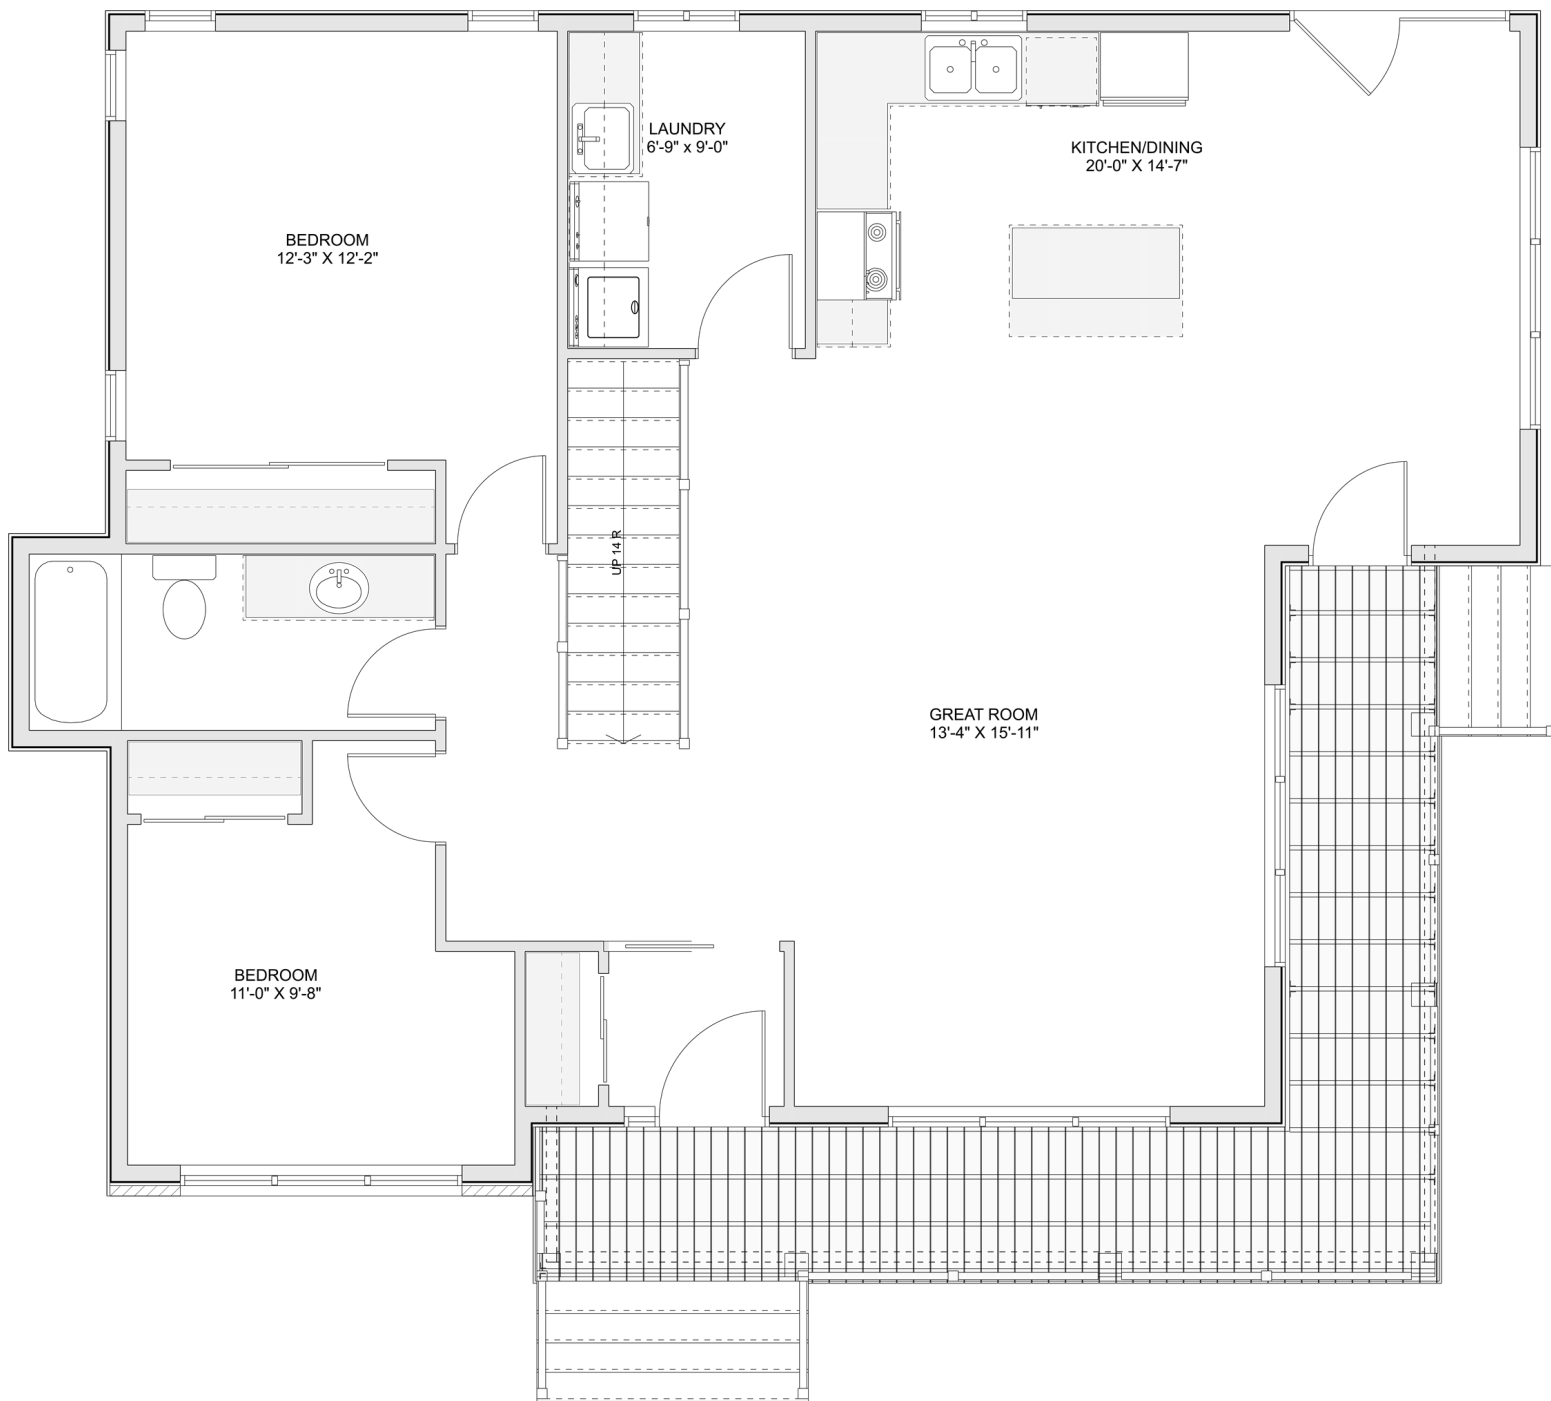 LAUNDRY
6'-9" x 9'-0"
KITCHEN/DINING
20'-0" X 14'-7"
BEDROOM
12'-3" X 12'-2"
UP 14 R
GREAT ROOM
13'-4" X 15'-11"
BEDROOM
11'-0" X 9'-8"